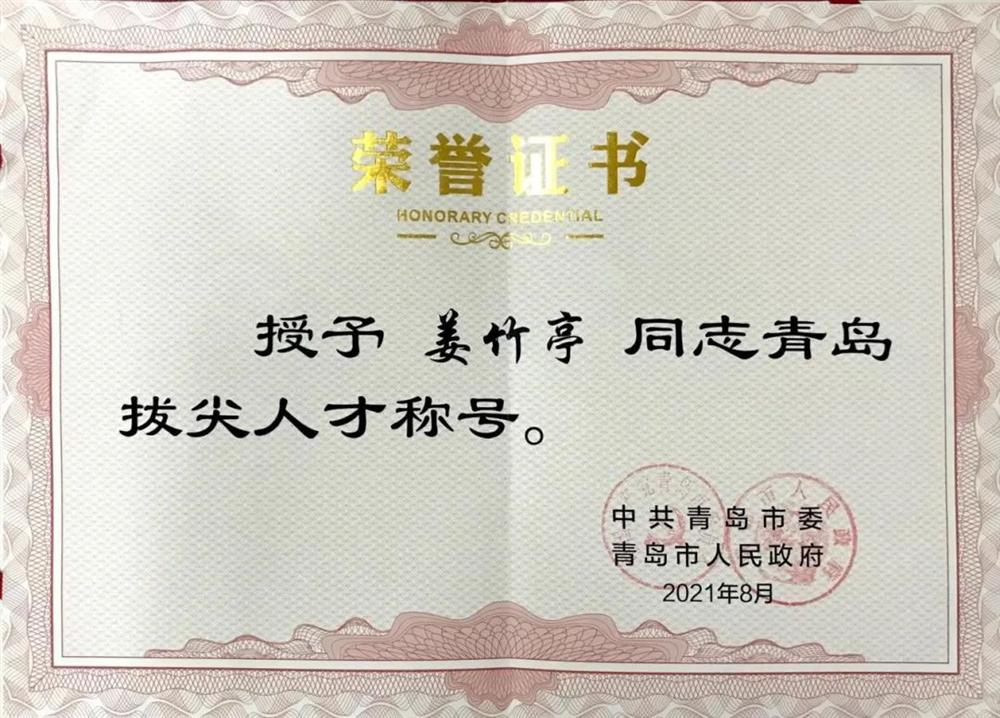 荣誉证书
HONORARY CREDENTIAL
授予 姜竹亭 同志青岛
拔尖人才称号。
中共青岛市委
青岛市人民政府
2021年8月